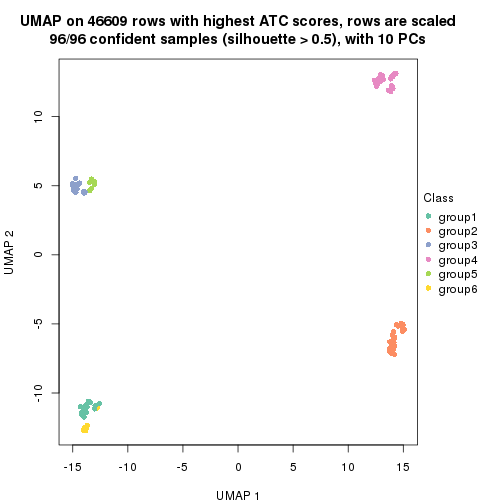 UMAP on 46609 rows with highest ATC scores, rows are scaled
96/96 confident samples (silhouette > 0.5), with 10 PCs
10
5
0
-5
-10
UMAP 2
-15
-10
-5
0
5
10
15
UMAP 1
Class
group1
group2
group3
group4
group5
group6